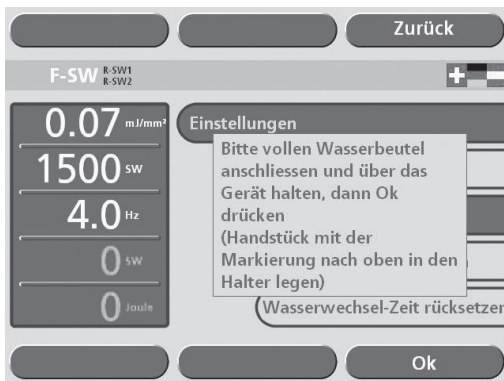 Zurück
F-SW R-SW1
R-SW2
0.07 mJ/mm²
1500 SW
4.0 Hz
0 SW
0 Joule
Einstellungen
Bitte vollen Wasserbeutel
anschliessen und über das
Gerät halten, dann Ok
drücken
(Handstück mit der
Markierung nach oben in den
Halter legen)
Wasserwechsel-Zeit rücksetzen
Ok